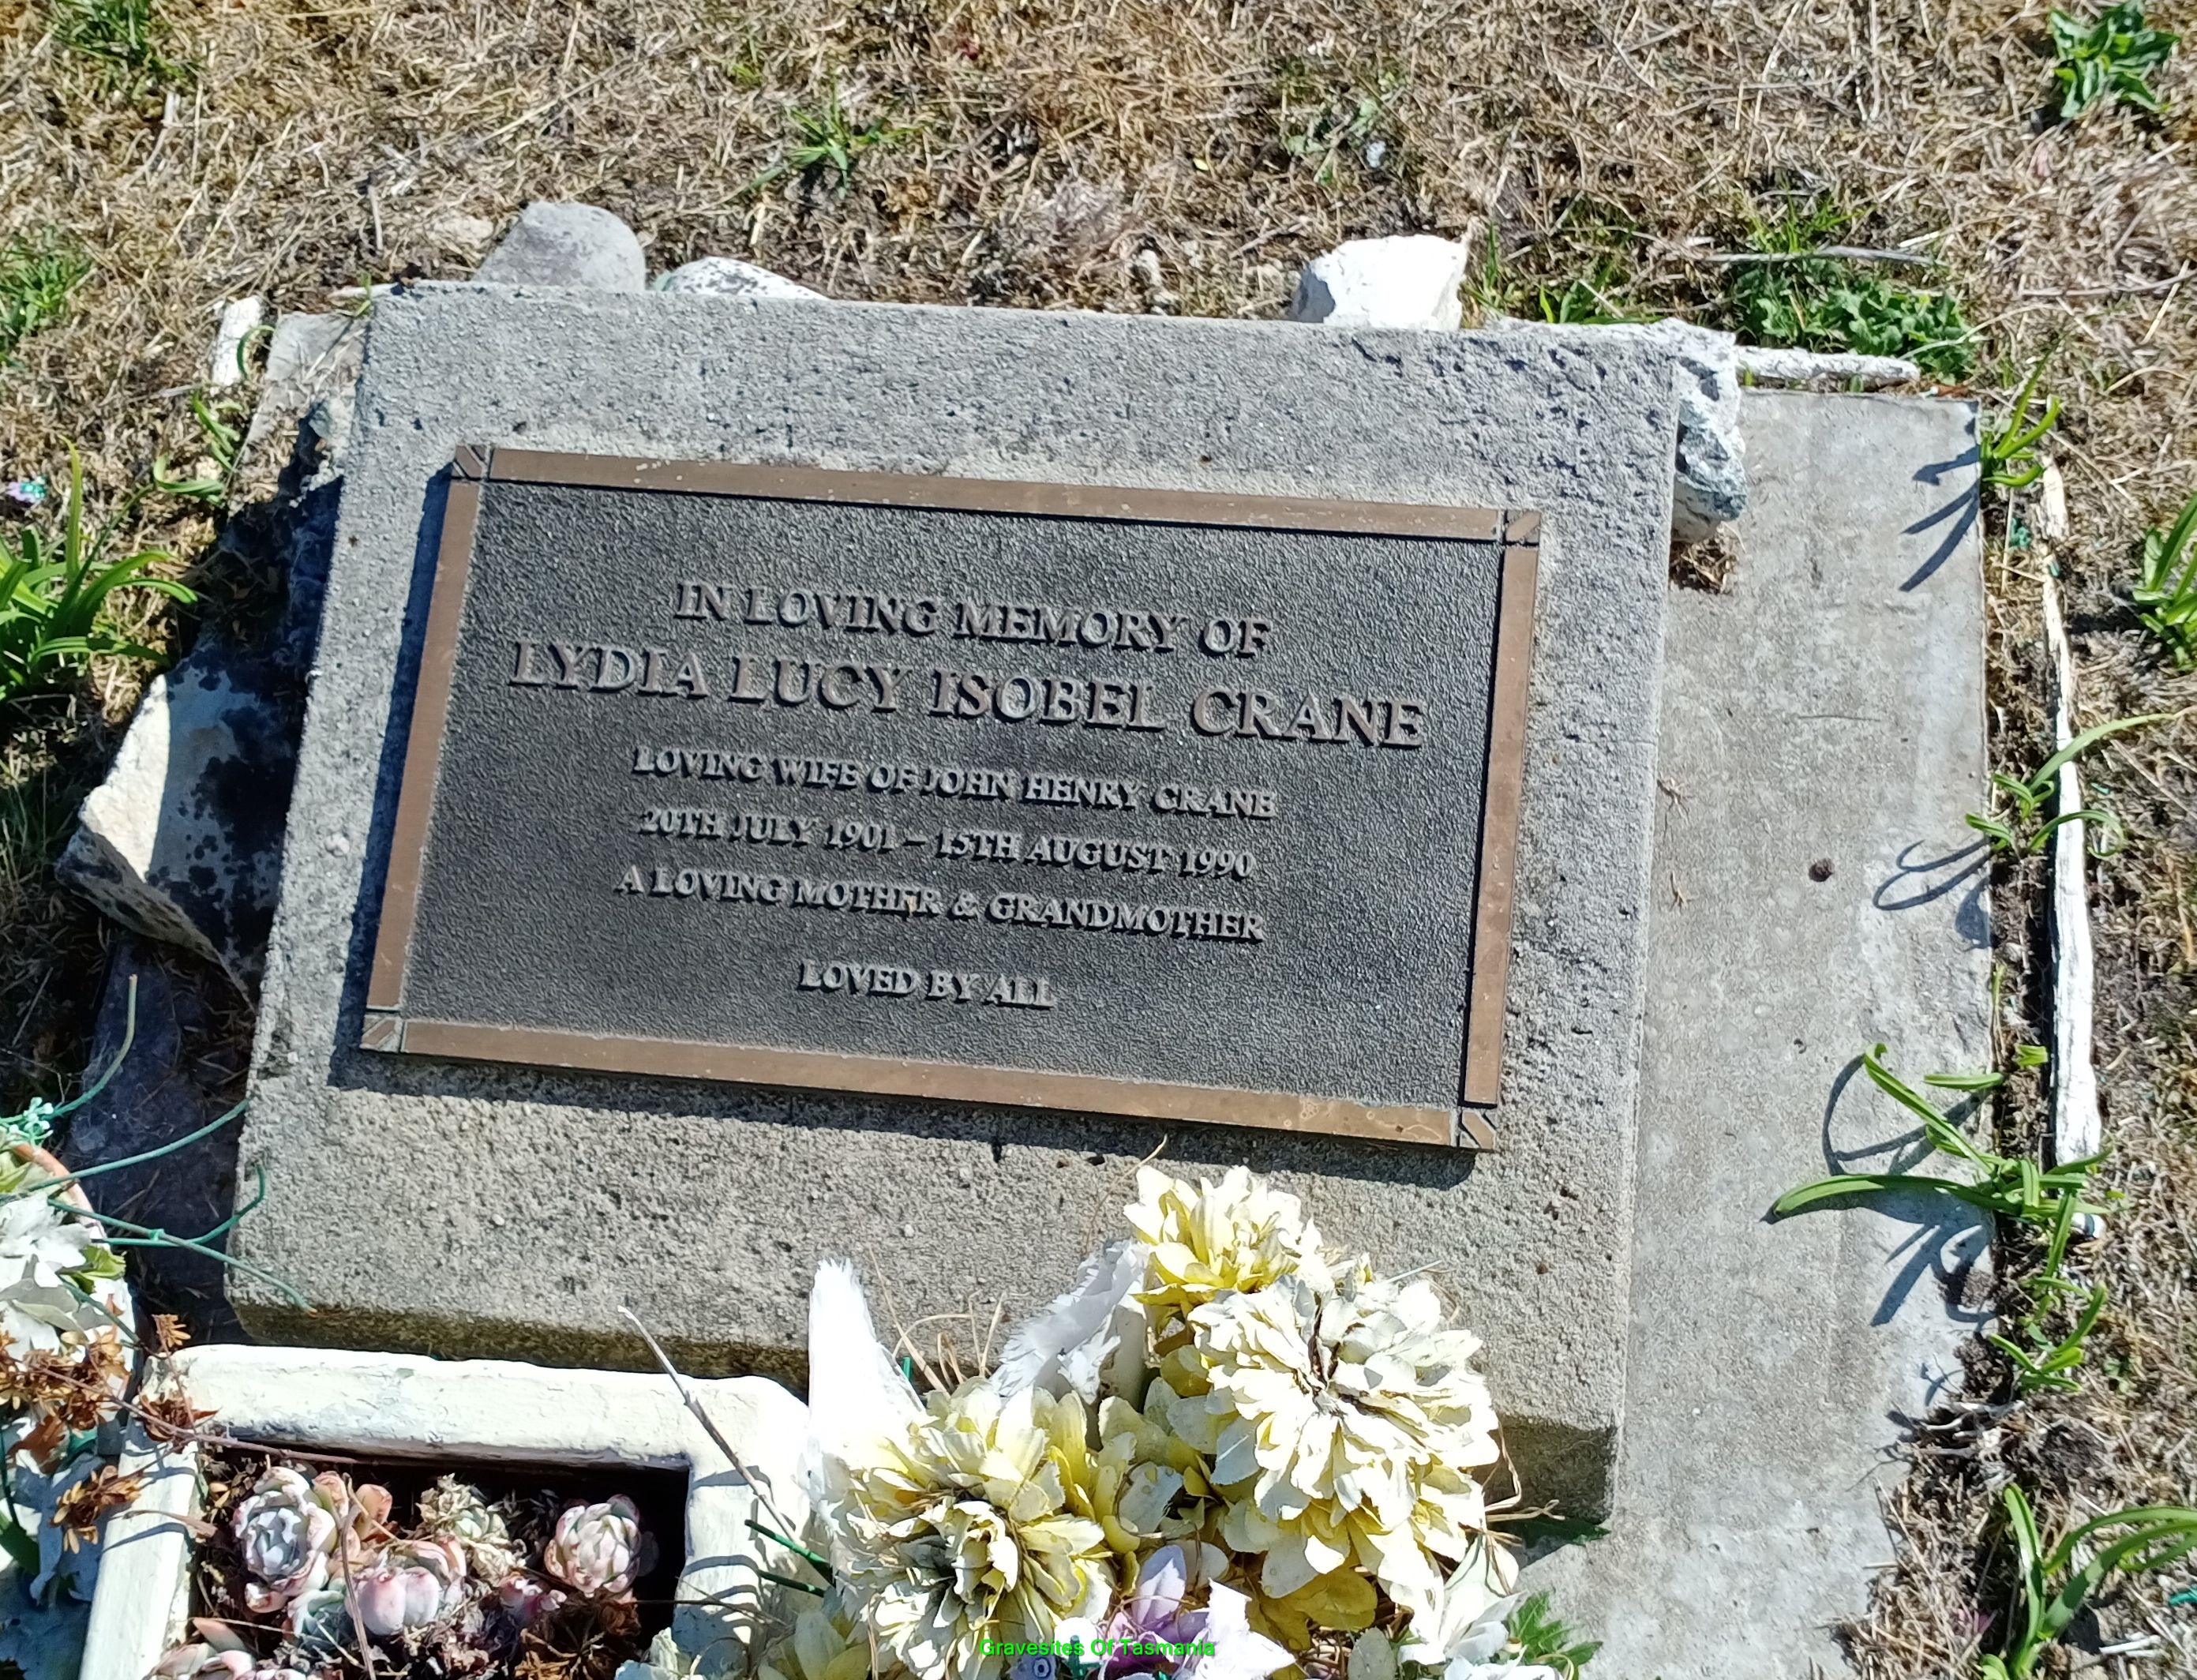 IN LOVING MEMORY OF
LYDIA LUCY ISOBEL CRANE
LOVING WIFE OF JOHN HENRY CRANE
20TH JULY 1901 – 15TH AUGUST 1990
A LOVING MOTHER & GRANDMOTHER
LOVED BY ALL
Gravesites Of Tasmania